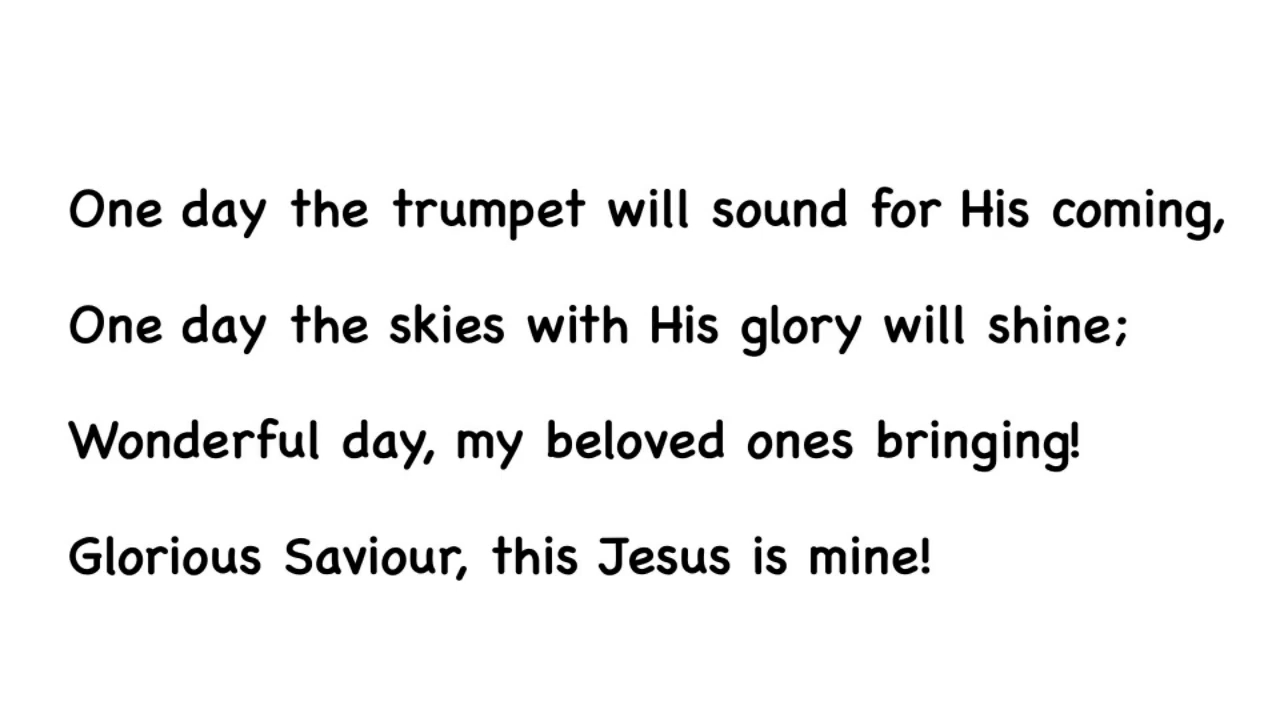 One day the trumpet will sound for His coming,
One day the skies with His glory will shine;
Wonderful day, my beloved ones bringing!
Glorious Saviour, this Jesus is mine!